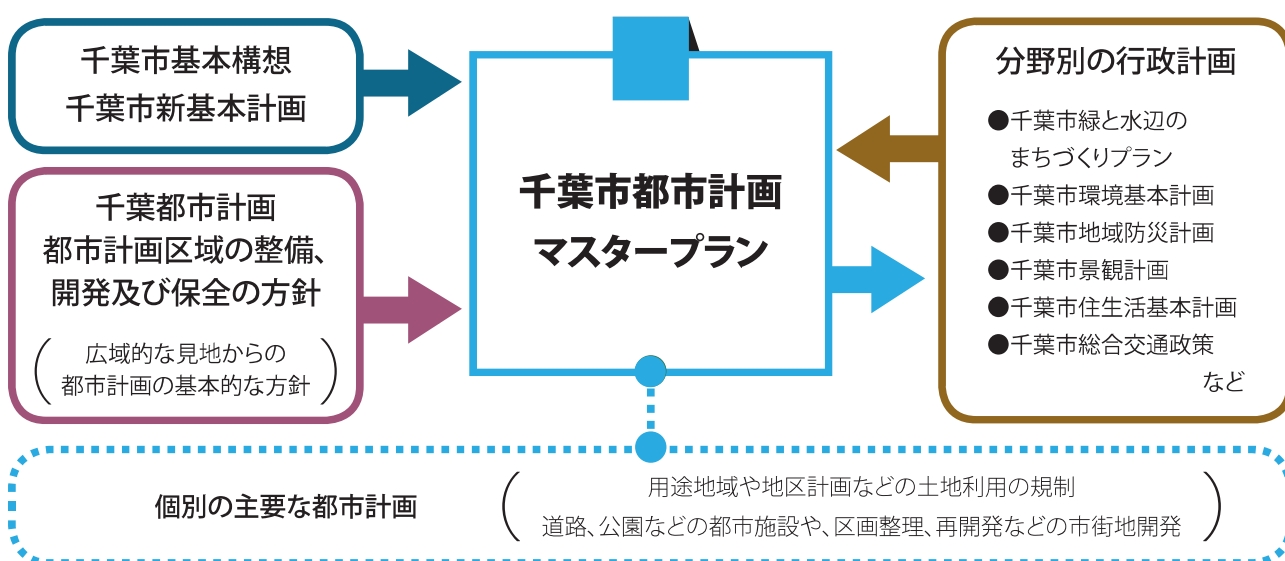 千葉市基本構想
千葉市新基本計画
千葉都市計画
都市計画区域の整備、
開発及び保全の方針
広域的な見地からの
都市計画の基本的な方針
千葉市都市計画
マスタープラン
分野別の行政計画
●千葉市緑と水辺の
まちづくりプラン
●千葉市環境基本計画
●千葉市地域防災計画
●千葉市景観計画
●千葉市住生活基本計画
●千葉市総合交通政策
など
個別の主要な都市計画
用途地域や地区計画などの土地利用の規制
道路、公園などの都市施設や、区画整理、再開発などの市街地開発